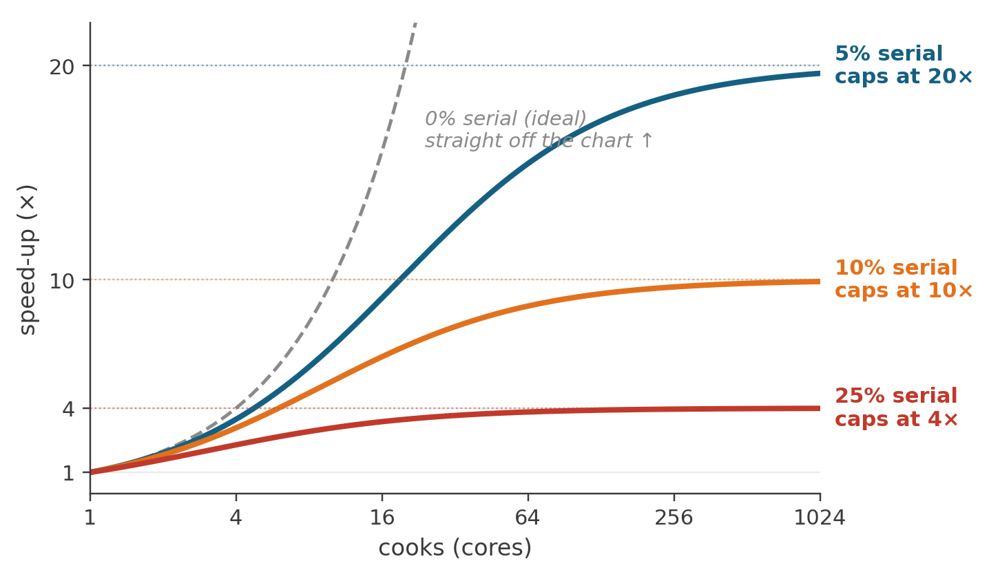 20
10
4
1
speed-up (×)
0% serial (ideal)
straight off the chart ↑
5% serial
caps at 20×
10% serial
caps at 10×
25% serial
caps at 4×
1 4 16 64 256 1024
cooks (cores)